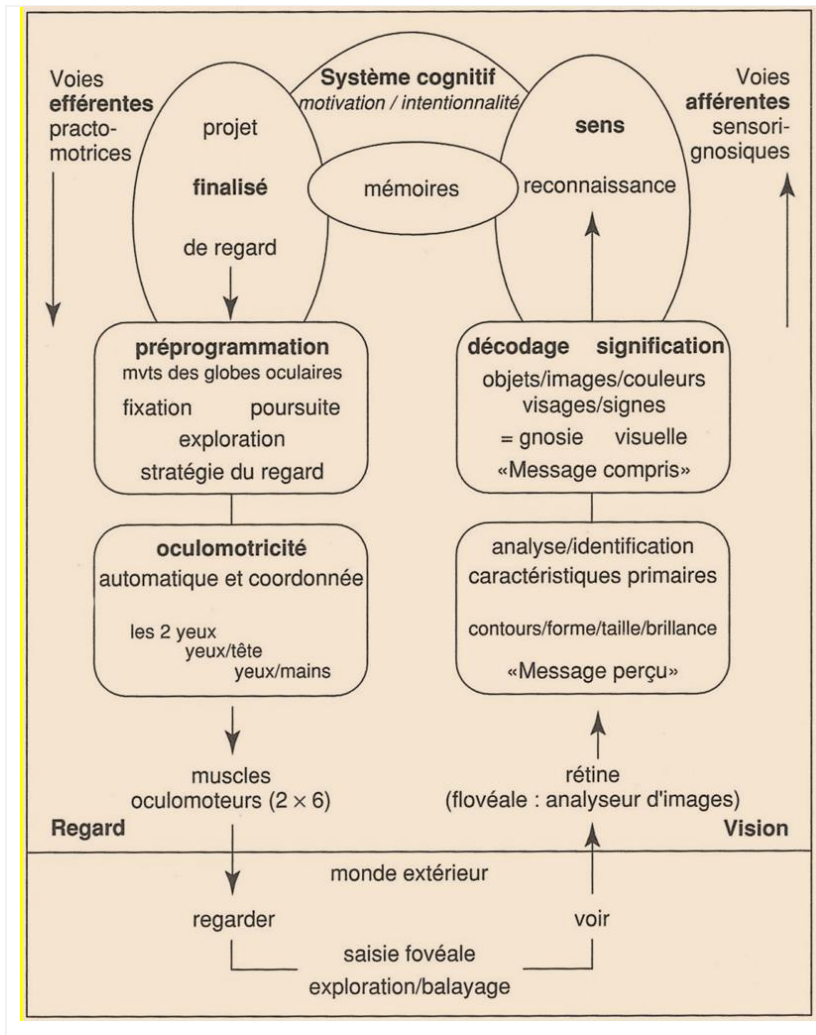 Voies
efférentes
practo-
motrices
Système cognitif
motivation / intentionnalité
Voies
afférentes
sensori-
gnosiques
projet
finalisé
de regard
mémoires
sens
reconnaissance
préprogrammation
mvts des globes oculaires
fixation poursuite
exploration
stratégie du regard
décodage signification
objets/images/couleurs
visages/signes
= gnosie visuelle
«Message compris»
oculomotricité
automatique et coordonnée
les 2 yeux
yeux/tête
yeux/mains
analyse/identification
caractéristiques primaires
contours/forme/taille/brillance
«Message perçu»
muscles
oculomoteurs (2 × 6)
rétine
(flovéale : analyseur d'images)
Regard
Vision
monde extérieur
regarder
voir
saisie fovéale
exploration/balayage